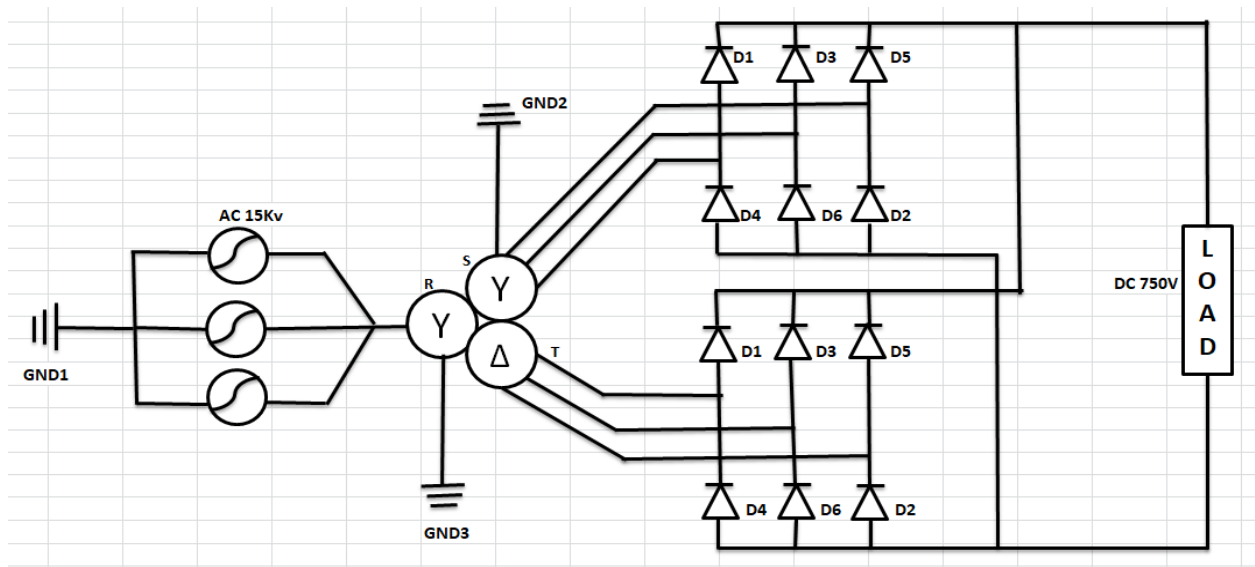 D1
D3
D5
GND2
D4
D6
D2
AC 15Kv
S
Y
R
Y
Δ
T
GND1
GND3
DC 750V
L
O
A
D
D1
D3
D5
D4
D6
D2